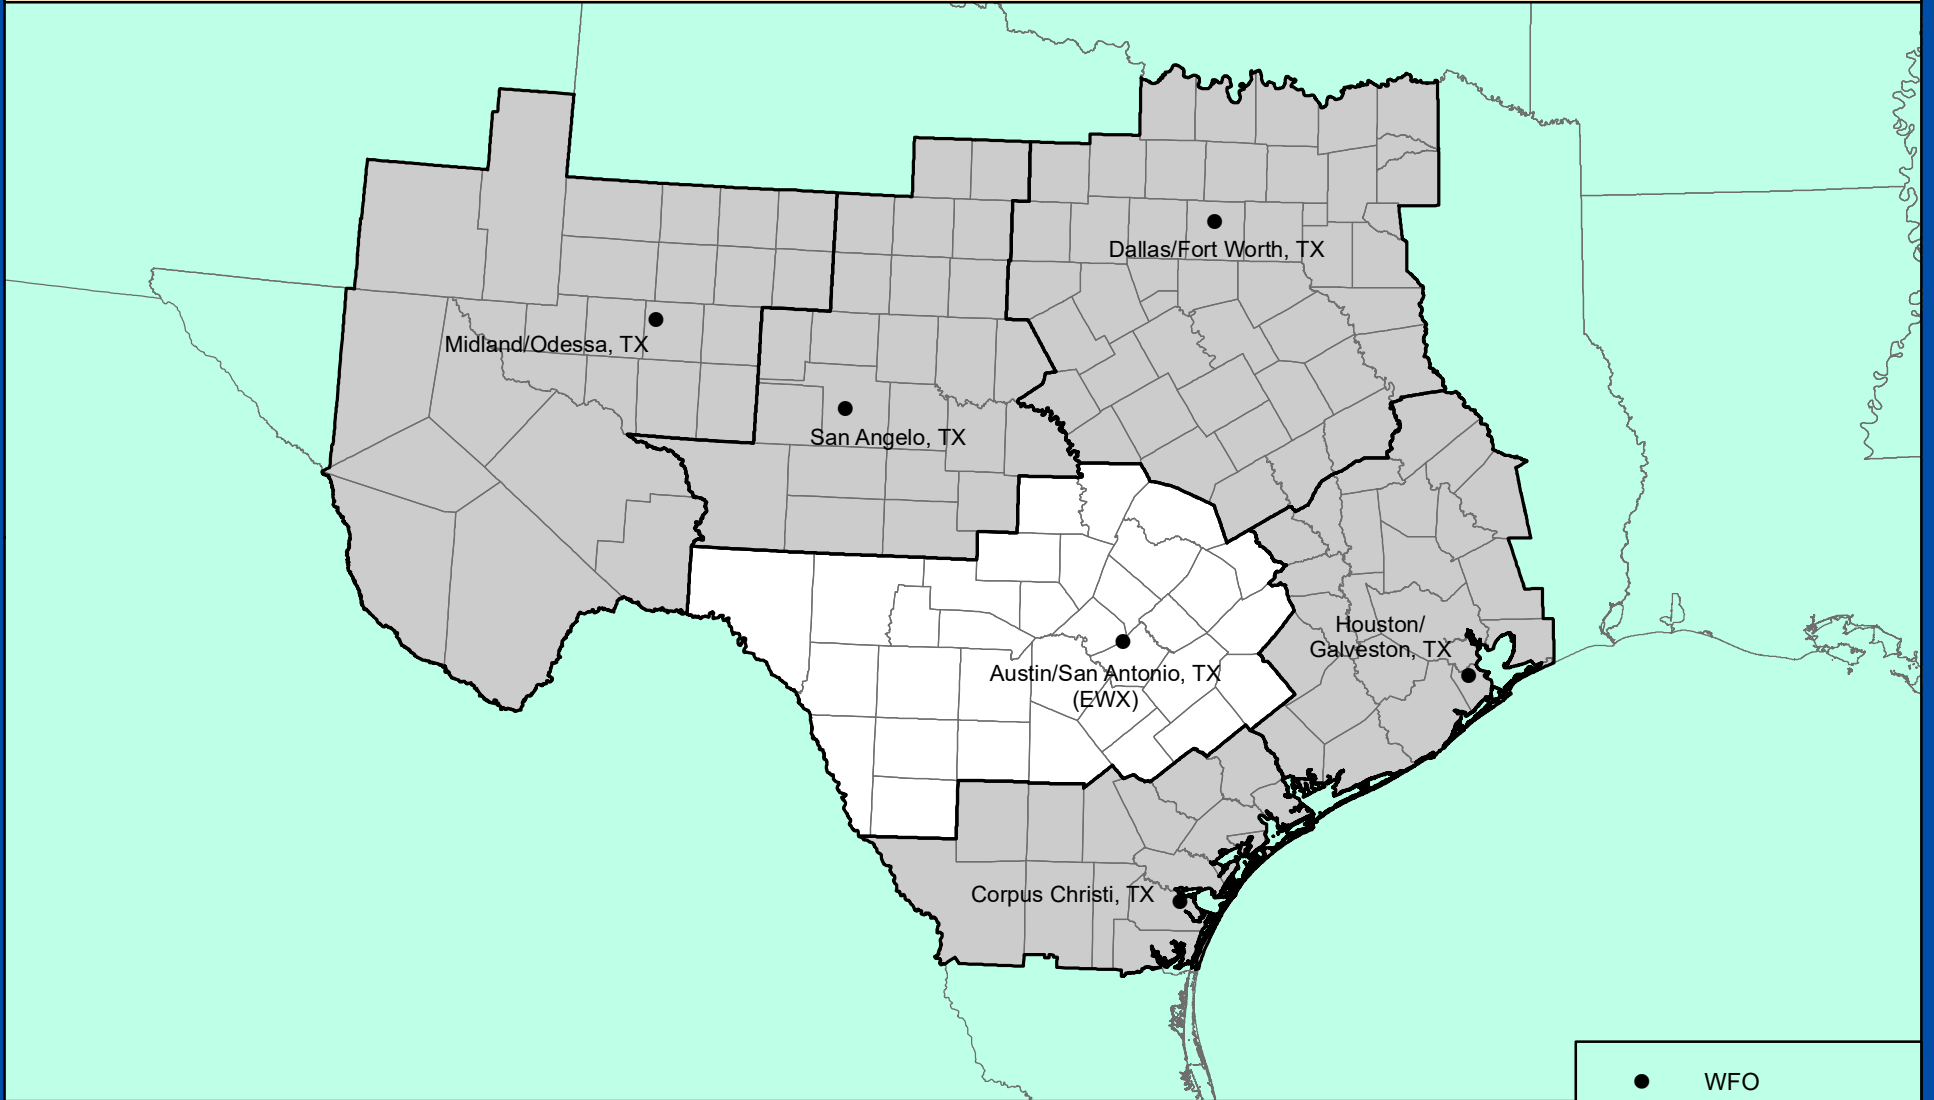 Dallas/Fort Worth, TX
Midland/Odessa, TX
San Angelo, TX
Houston/
Galveston, TX
Austin/San Antonio, TX
(EWX)
Corpus Christi, TX
WFO